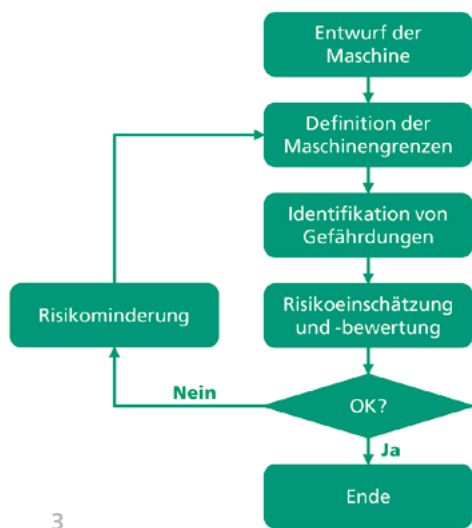 Entwurf der
Maschine
Definition der
Maschinengrenzen
Identifikation von
Gefährdungen
Risikominderung
Risikoeinschätzung
und -bewertung
Nein
OK?
Ja
Ende
3